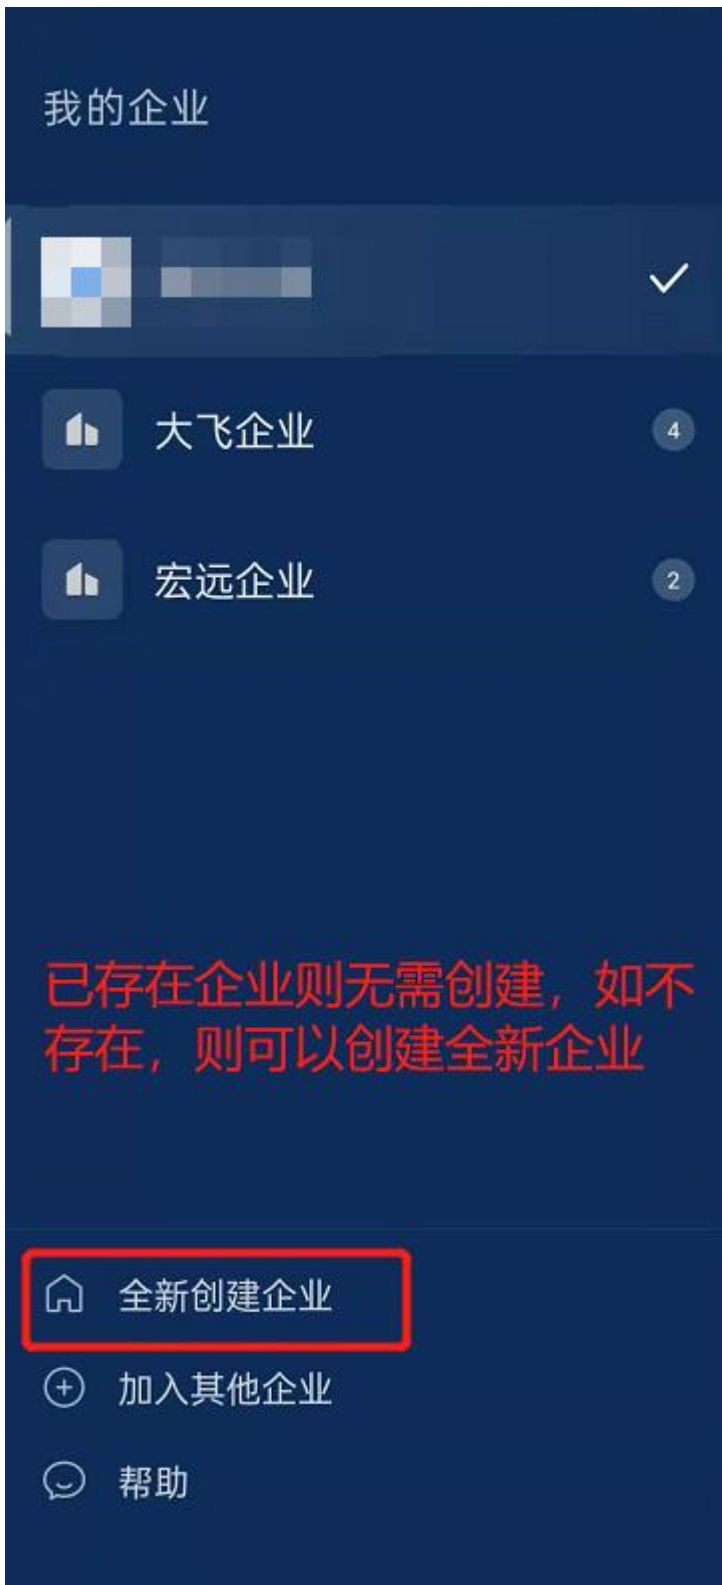 我的企业
大飞企业 4
宏远企业 2
已存在企业则无需创建，如不
存在，则可以创建全新企业
全新创建企业
加入其他企业
帮助